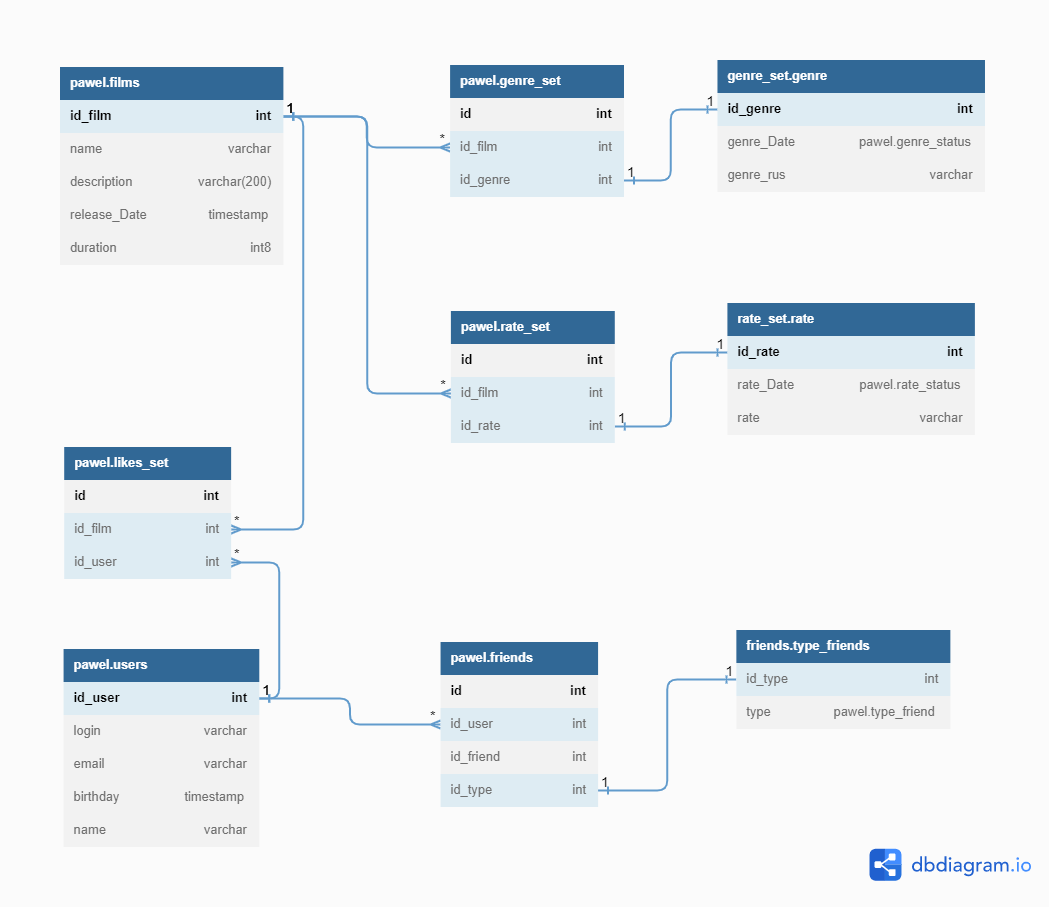 pawel.films
id_film int
name varchar
description varchar(200)
release_Date timestamp
duration int8
1
pawel.genre_set
id int
* id_film int
id_genre int 1
genre_set.genre
1 id_genre int
genre_Date pawel.genre_status
genre_rus varchar
pawel.rate_set
id int
* id_film int
id_rate int 1
rate_set.rate
1 id_rate int
rate_Date pawel.rate_status
rate varchar
pawel.likes_set
id int
id_film int *
id_user int *
pawel.users
id_user int 1
login varchar
email varchar
birthday timestamp
name varchar
pawel.friends
id int
* id_user int
id_friend int
id_type int 1
friends.type_friends
1 id_type int
type pawel.type_friend
dbdiagram.io